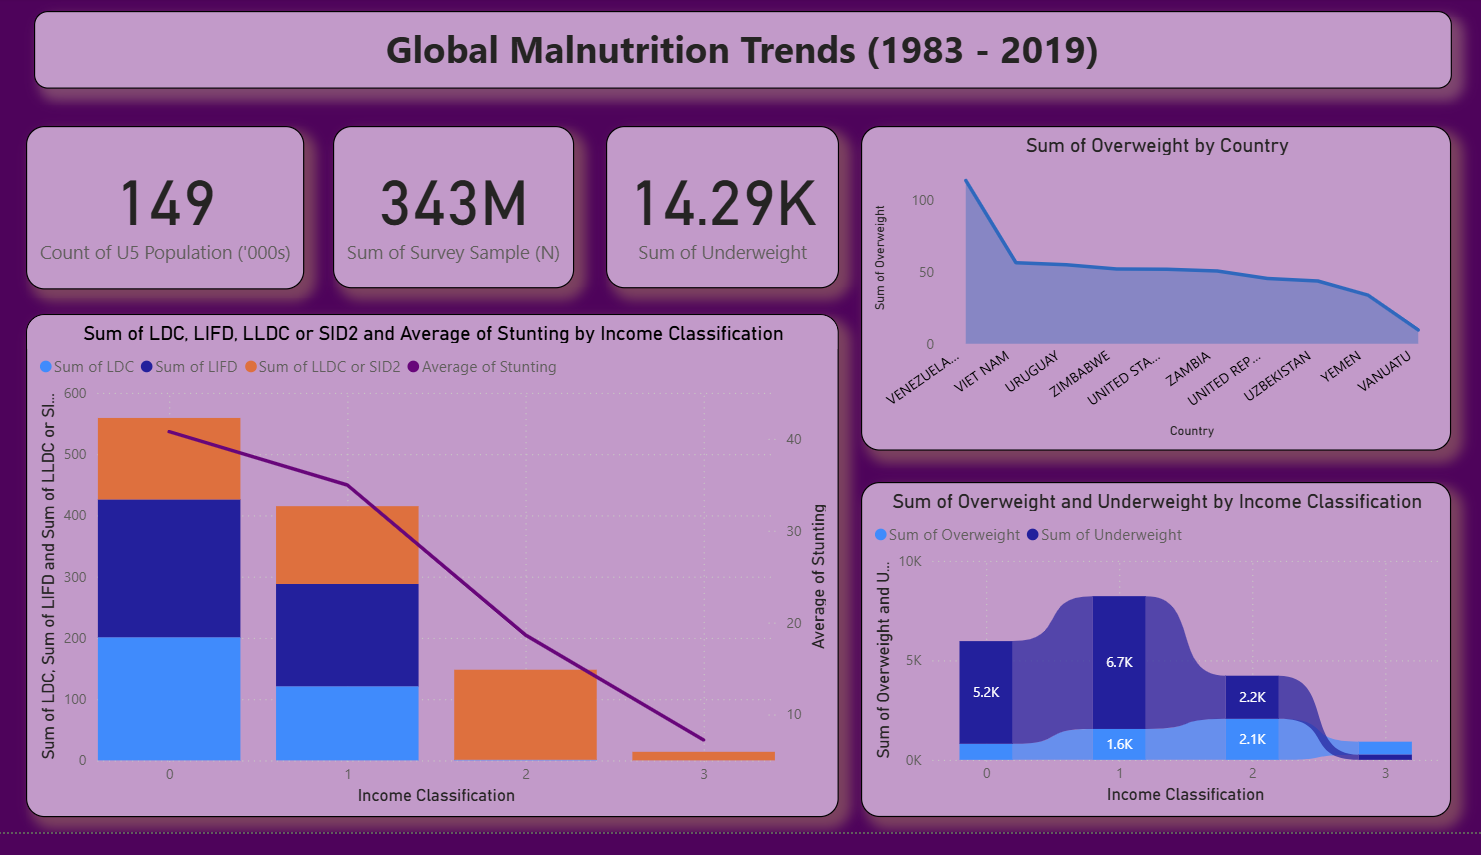 Global Malnutrition Trends (1983 - 2019)
149
Count of U5 Population ('000s)
343M
Sum of Survey Sample (N)
14.29K
Sum of Underweight
Sum of Overweight by Country
Sum of Overweight
100
50
0
VENEZUELA...
VIET NAM
URUGUAY
ZIMBABWE
UNITED STA...
ZAMBIA
UNITED REP...
UZBEKISTAN
YEMEN
VANUATU
Country
Sum of LDC, LIFD, LLDC or SID2 and Average of Stunting by Income Classification
Sum of LDC Sum of LIFD Sum of LLDC or SID2 Average of Stunting
Sum of LDC, Sum of LIFD and Sum of LLDC or SI...
600
500
400
300
200
100
0
40
30
20
10
Average of Stunting
0 1 2 3
Income Classification
Sum of Overweight and Underweight by Income Classification
Sum of Overweight Sum of Underweight
Sum of Overweight and U...
10K
5K
0K
5.2K
6.7K
1.6K
2.2K
2.1K
0 1 2 3
Income Classification